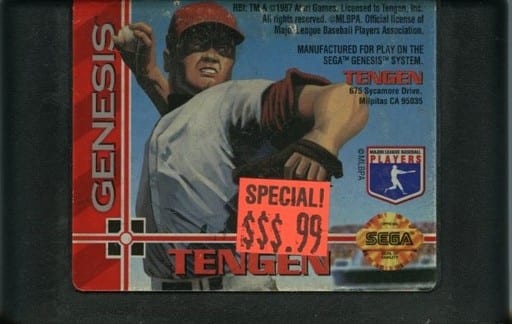 RBI: TM & ©1987 Atari Games. Licensed to Tengen, Inc.
All rights reserved. ©MLBPA. Official license of
Major League Baseball Players Association.
MANUFACTURED FOR PLAY ON THE
SEGA™ GENESIS™ SYSTEM.
TENGEN
675 Sycamore Drive,
Milpitas CA 95035
GENESIS
©MLBPA
MAJOR LEAGUE BASEBALL
PLAYERS
SPECIAL!
$$$.99
TENGEN
SEGA